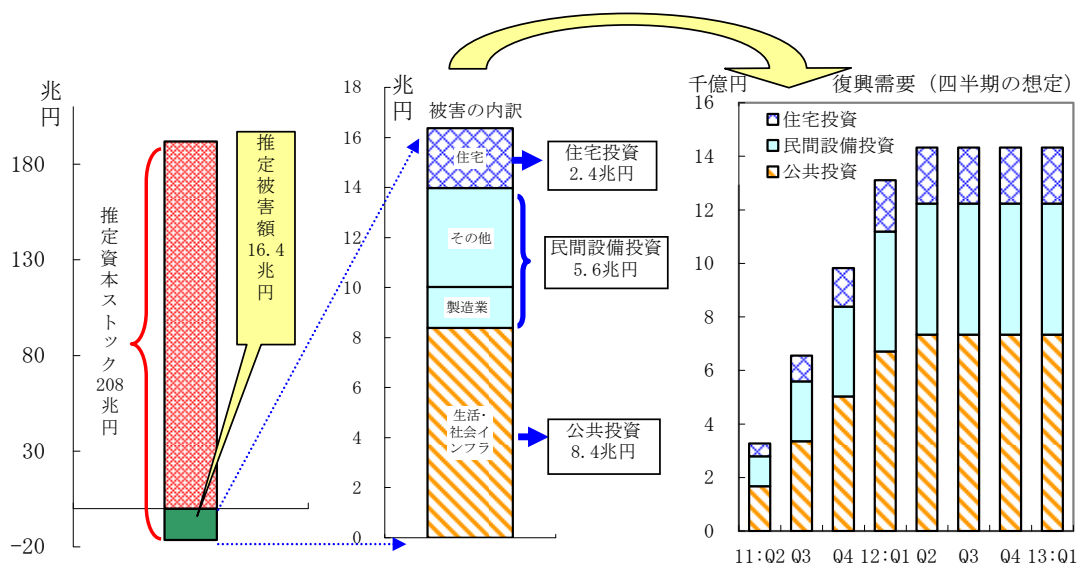 兆円
180
130
80
30
-20
推定資本ストック208兆円
推定被害額16.4兆円
兆円
被害の内訳
18
16
14
12
10
8
6
4
2
0
住宅
その他
製造業
生活・
社会イ
ンフラ
住宅投資
2.4兆円
民間設備投資
5.6兆円
公共投資
8.4兆円
千億円
復興需要（四半期の想定）
16
14
12
10
8
6
4
2
0
住宅投資
民間設備投資
公共投資
11:Q2 Q3 Q4 12:Q1 Q2 Q3 Q4 13:Q1